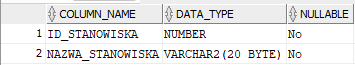 COLUMN_NAME DATA_TYPE NULLABLE
1 ID_STANOWISKA NUMBER No
2 NAZWA_STANOWISKA VARCHAR2(20 BYTE) No